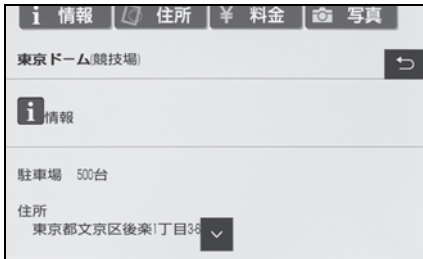 i 情報 住所 ¥ 料金 写真
東京ドーム(競技場)
i 情報
駐車場 500台
住所
東京都文京区後楽1丁目3-6